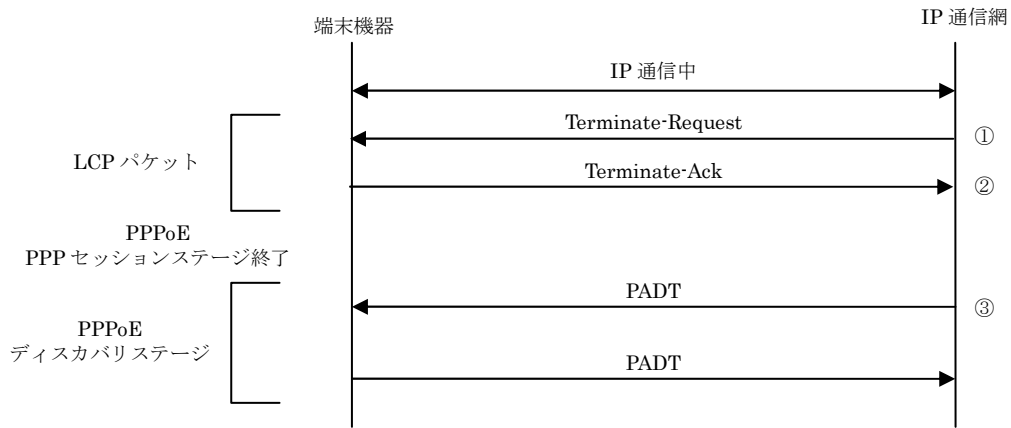 端末機器
IP 通信網
IP 通信中
Terminate-Request
①
LCP パケット
Terminate-Ack
②
PPPoE
PPP セッションステージ終了
PADT
③
PPPoE
ディスカバリステージ
PADT